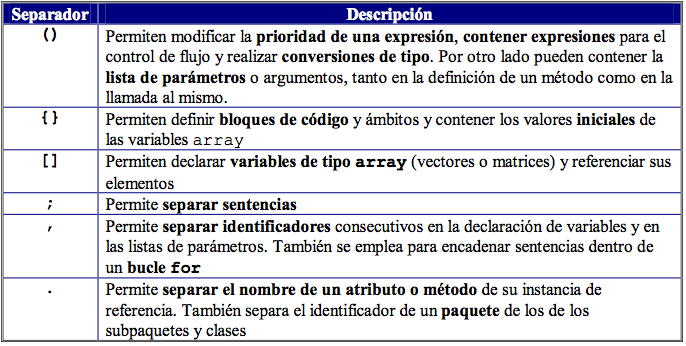 Separador Descripción
() Permiten modificar la prioridad de una expresión, contener expresiones para el
control de flujo y realizar conversiones de tipo. Por otro lado pueden contener la
lista de parámetros o argumentos, tanto en la definición de un método como en la
llamada al mismo.
{} Permiten definir bloques de código y ámbitos y contener los valores iniciales de
las variables array
[] Permiten declarar variables de tipo array (vectores o matrices) y referenciar sus
elementos
; Permite separar sentencias
, Permite separar identificadores consecutivos en la declaración de variables y en
las listas de parámetros. También se emplea para encadenar sentencias dentro de
un bucle for
. Permite separar el nombre de un atributo o método de su instancia de
referencia. También separa el identificador de un paquete de los de los
subpaquetes y clases